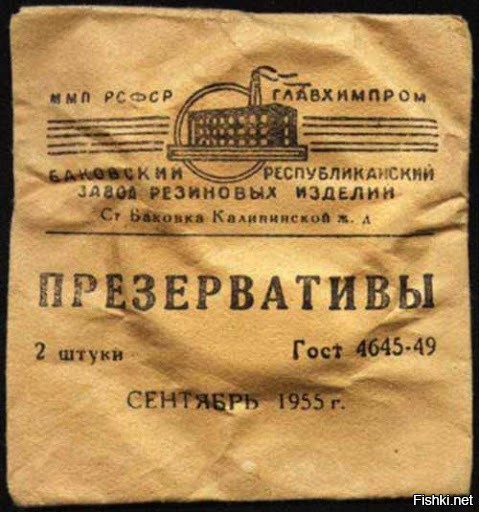 ММП РСФСР ГЛАВХИМПРОМ
БАКОВСКИЙ РЕСПУБЛИКАНСКИЙ
ЗАВОД РЕЗИНОВЫХ ИЗДЕЛИЙ
Ст Баковка Калининской ж. д
ПРЕЗЕРВАТИВЫ
2 штуки Гост 4645-49
СЕНТЯБРЬ 1955 г.
Fishki.net